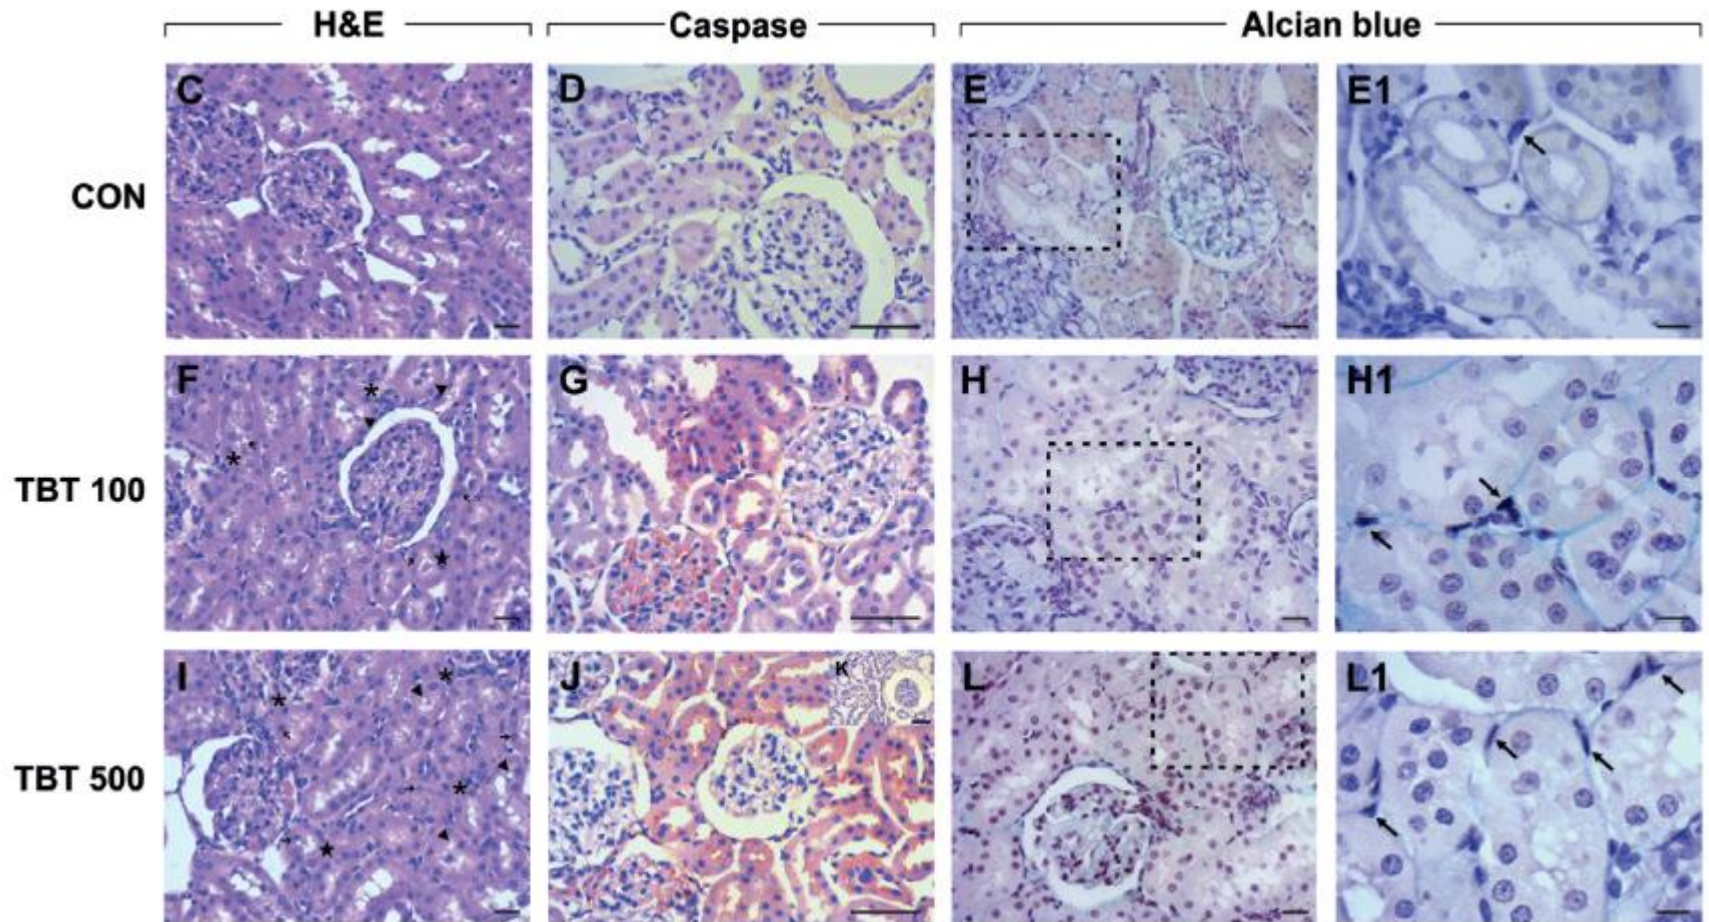 H&E Caspase Alcian blue
CON C D E E1
TBT 100 F G H H1
TBT 500 I J K L L1